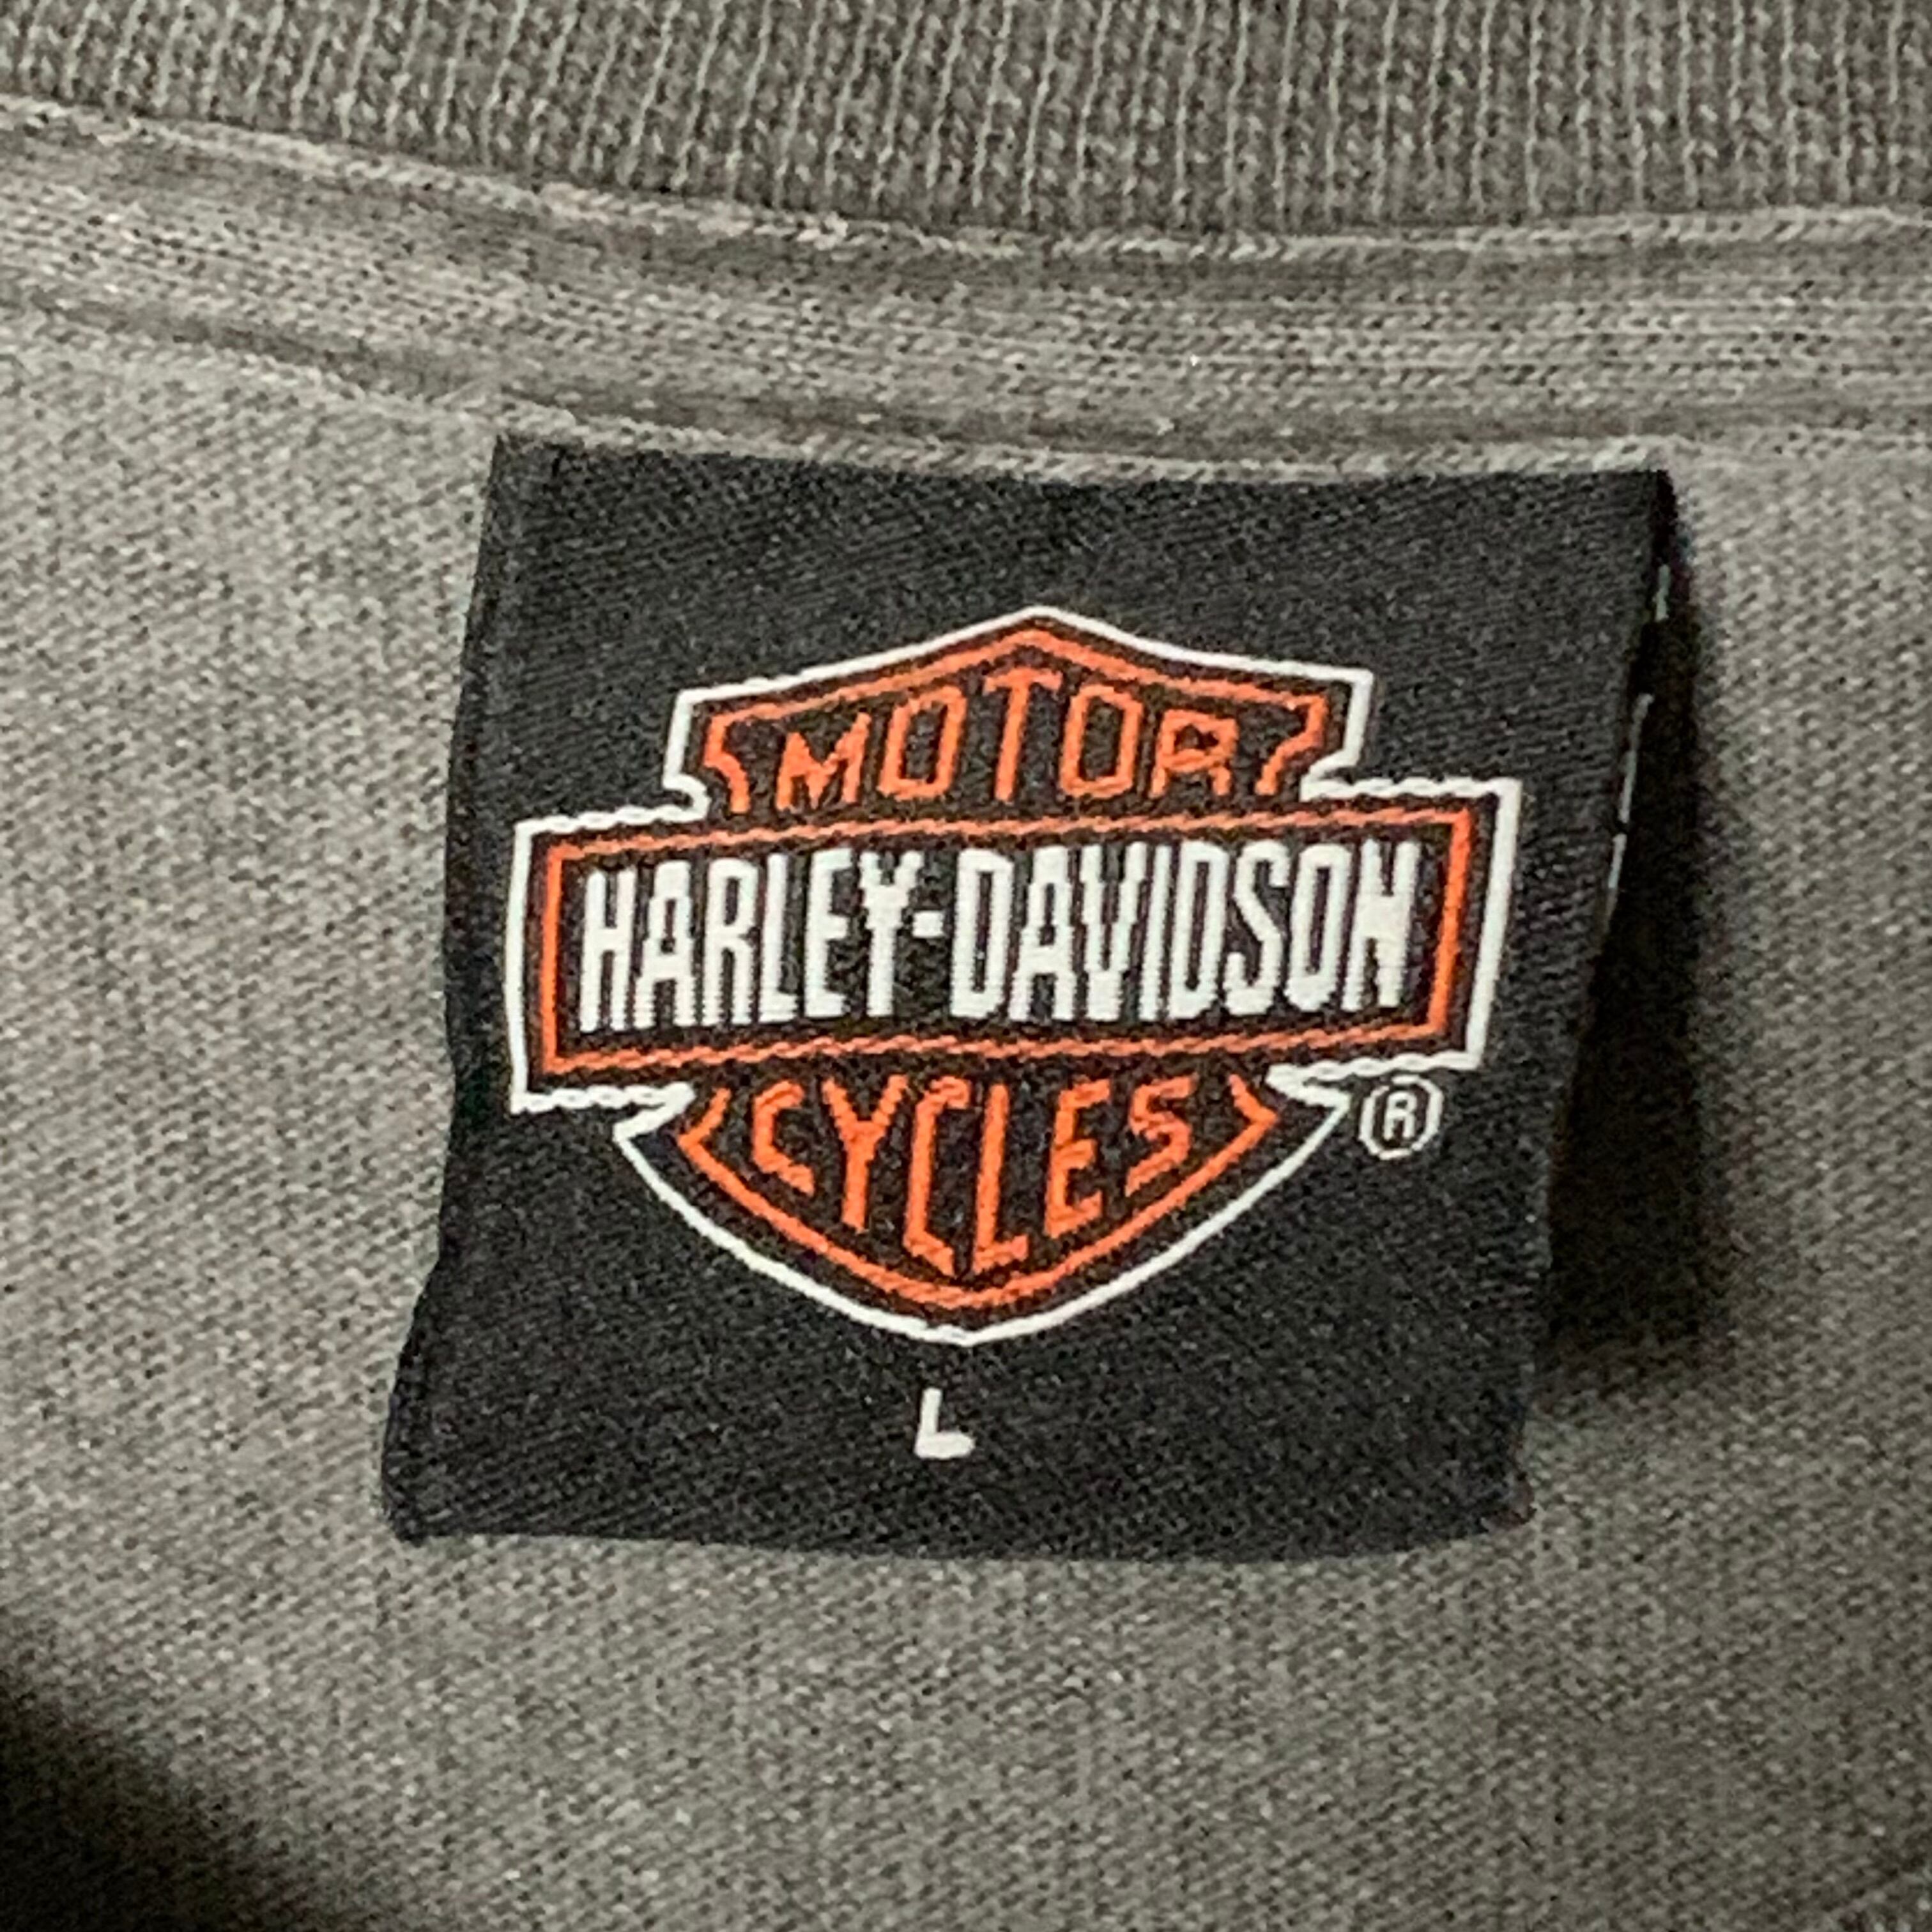 MOTOR
HARLEY-DAVIDSON
CYCLES
®
L